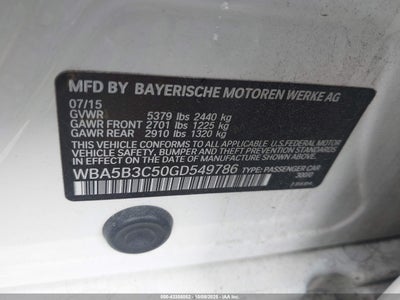 MFD BY BAYERISCHE MOTOREN WERKE AG
07/15
GVWR 5379 lbs 2440 kg
GAWR FRONT 2701 lbs 1225 kg
GAWR REAR 2910 lbs 1320 kg
THIS VEHICLE CONFORMS TO ALL APPLICABLE U.S. FEDERAL MOTOR
VEHICLE SAFETY, BUMPER, AND THEFT PREVENTION STANDARDS IN
EFFECT ON THE DATE OF MANUFACTURE SHOWN ABOVE.
WBA5B3C50GD549786 TYPE: PASSENGER CAR